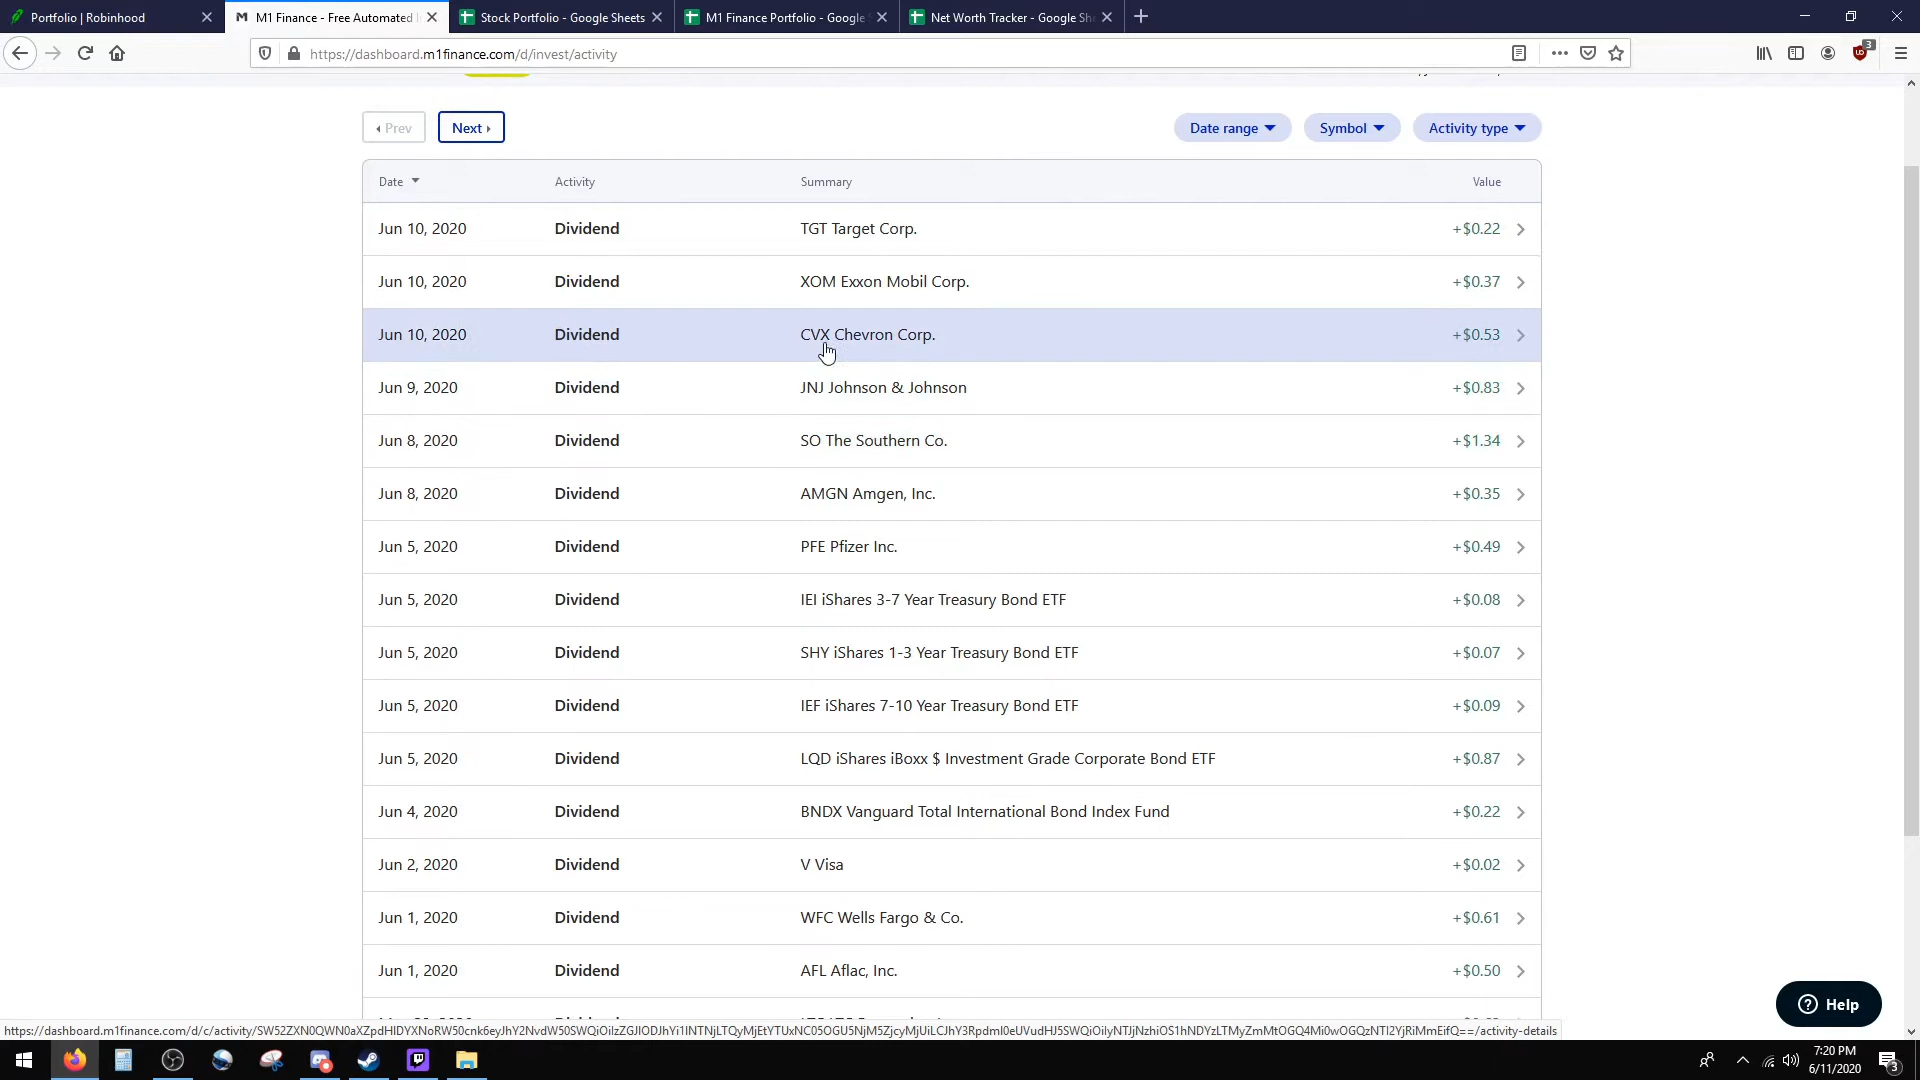 Portfolio | Robinhood
M1 Finance - Free Automated
Stock Portfolio - Google Sheets
M1 Finance Portfolio - Google
Net Worth Tracker - Google Sh
https://dashboard.m1finance.com/d/invest/activity
3
Prev
Next
Date range
Symbol
Activity type
Date Activity Summary Value
Jun 10, 2020 Dividend TGT Target Corp. +$0.22
Jun 10, 2020 Dividend XOM Exxon Mobil Corp. +$0.37
Jun 10, 2020 Dividend CVX Chevron Corp. +$0.53
Jun 9, 2020 Dividend JNJ Johnson & Johnson +$0.83
Jun 8, 2020 Dividend SO The Southern Co. +$1.34
Jun 8, 2020 Dividend AMGN Amgen, Inc. +$0.35
Jun 5, 2020 Dividend PFE Pfizer Inc. +$0.49
Jun 5, 2020 Dividend IEI iShares 3-7 Year Treasury Bond ETF +$0.08
Jun 5, 2020 Dividend SHY iShares 1-3 Year Treasury Bond ETF +$0.07
Jun 5, 2020 Dividend IEF iShares 7-10 Year Treasury Bond ETF +$0.09
Jun 5, 2020 Dividend LQD iShares iBoxx $ Investment Grade Corporate Bond ETF +$0.87
Jun 4, 2020 Dividend BNDX Vanguard Total International Bond Index Fund +$0.22
Jun 2, 2020 Dividend V Visa +$0.02
Jun 1, 2020 Dividend WFC Wells Fargo & Co. +$0.61
Jun 1, 2020 Dividend AFL Aflac, Inc. +$0.50
Help
7:20 PM
6/11/2020
3